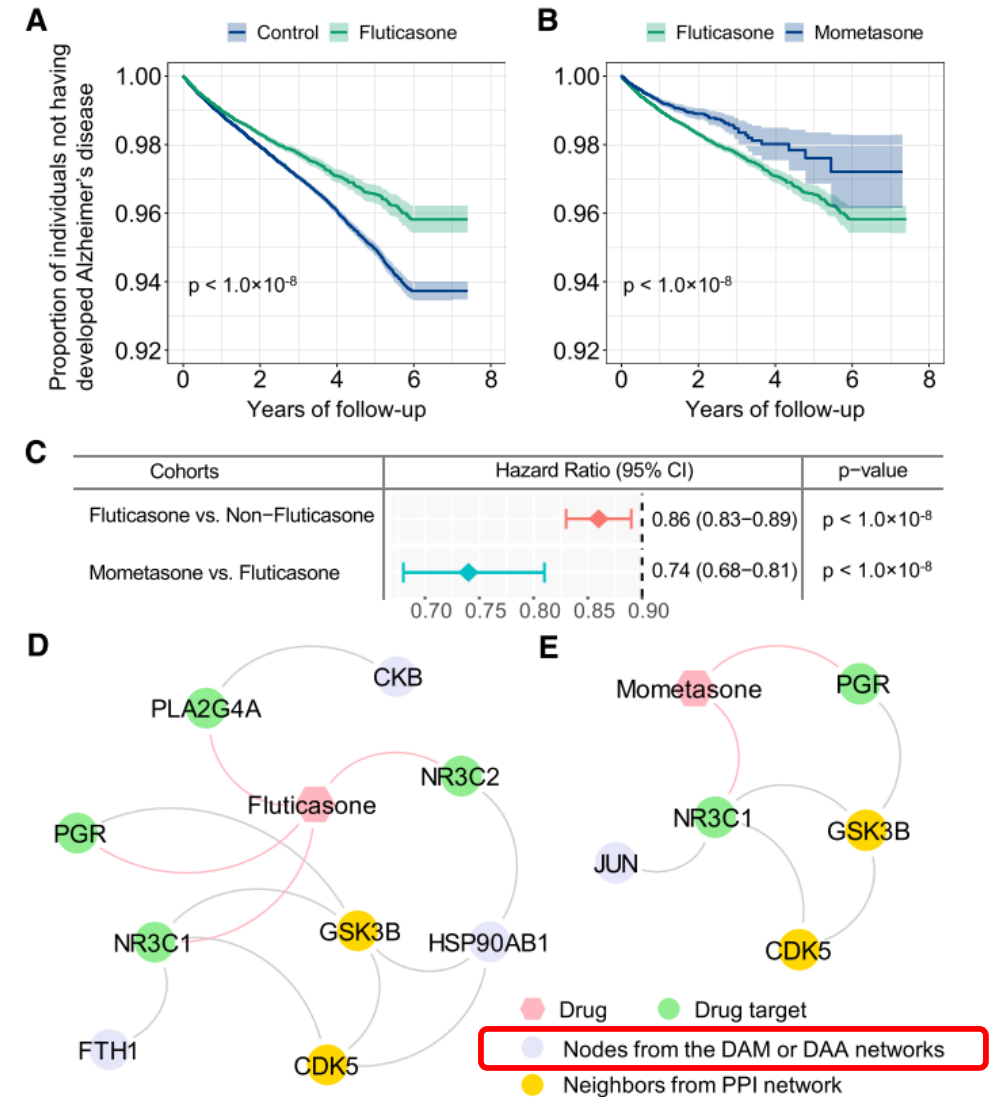 A
Control Fluticasone
Proportion of individuals not having
developed Alzheimer's disease
1.00
0.98
0.96
0.94
0.92
p < 1.0×10⁻⁸
0 2 4 6 8
Years of follow-up
B
Fluticasone Mometasone
1.00
0.98
0.96
0.94
0.92
p < 1.0×10⁻⁸
0 2 4 6 8
Years of follow-up
C
Cohorts Hazard Ratio (95% CI) p−value
Fluticasone vs. Non−Fluticasone 0.86 (0.83−0.89) p < 1.0×10⁻⁸
Mometasone vs. Fluticasone 0.74 (0.68−0.81) p < 1.0×10⁻⁸
0.70 0.75 0.80 0.85 0.90
D
CKB
PLA2G4A
NR3C2
Fluticasone
PGR
GSK3B
NR3C1
HSP90AB1
FTH1
CDK5
E
Mometasone
PGR
NR3C1
GSK3B
JUN
CDK5
Drug Drug target
Nodes from the DAM or DAA networks
Neighbors from PPI network